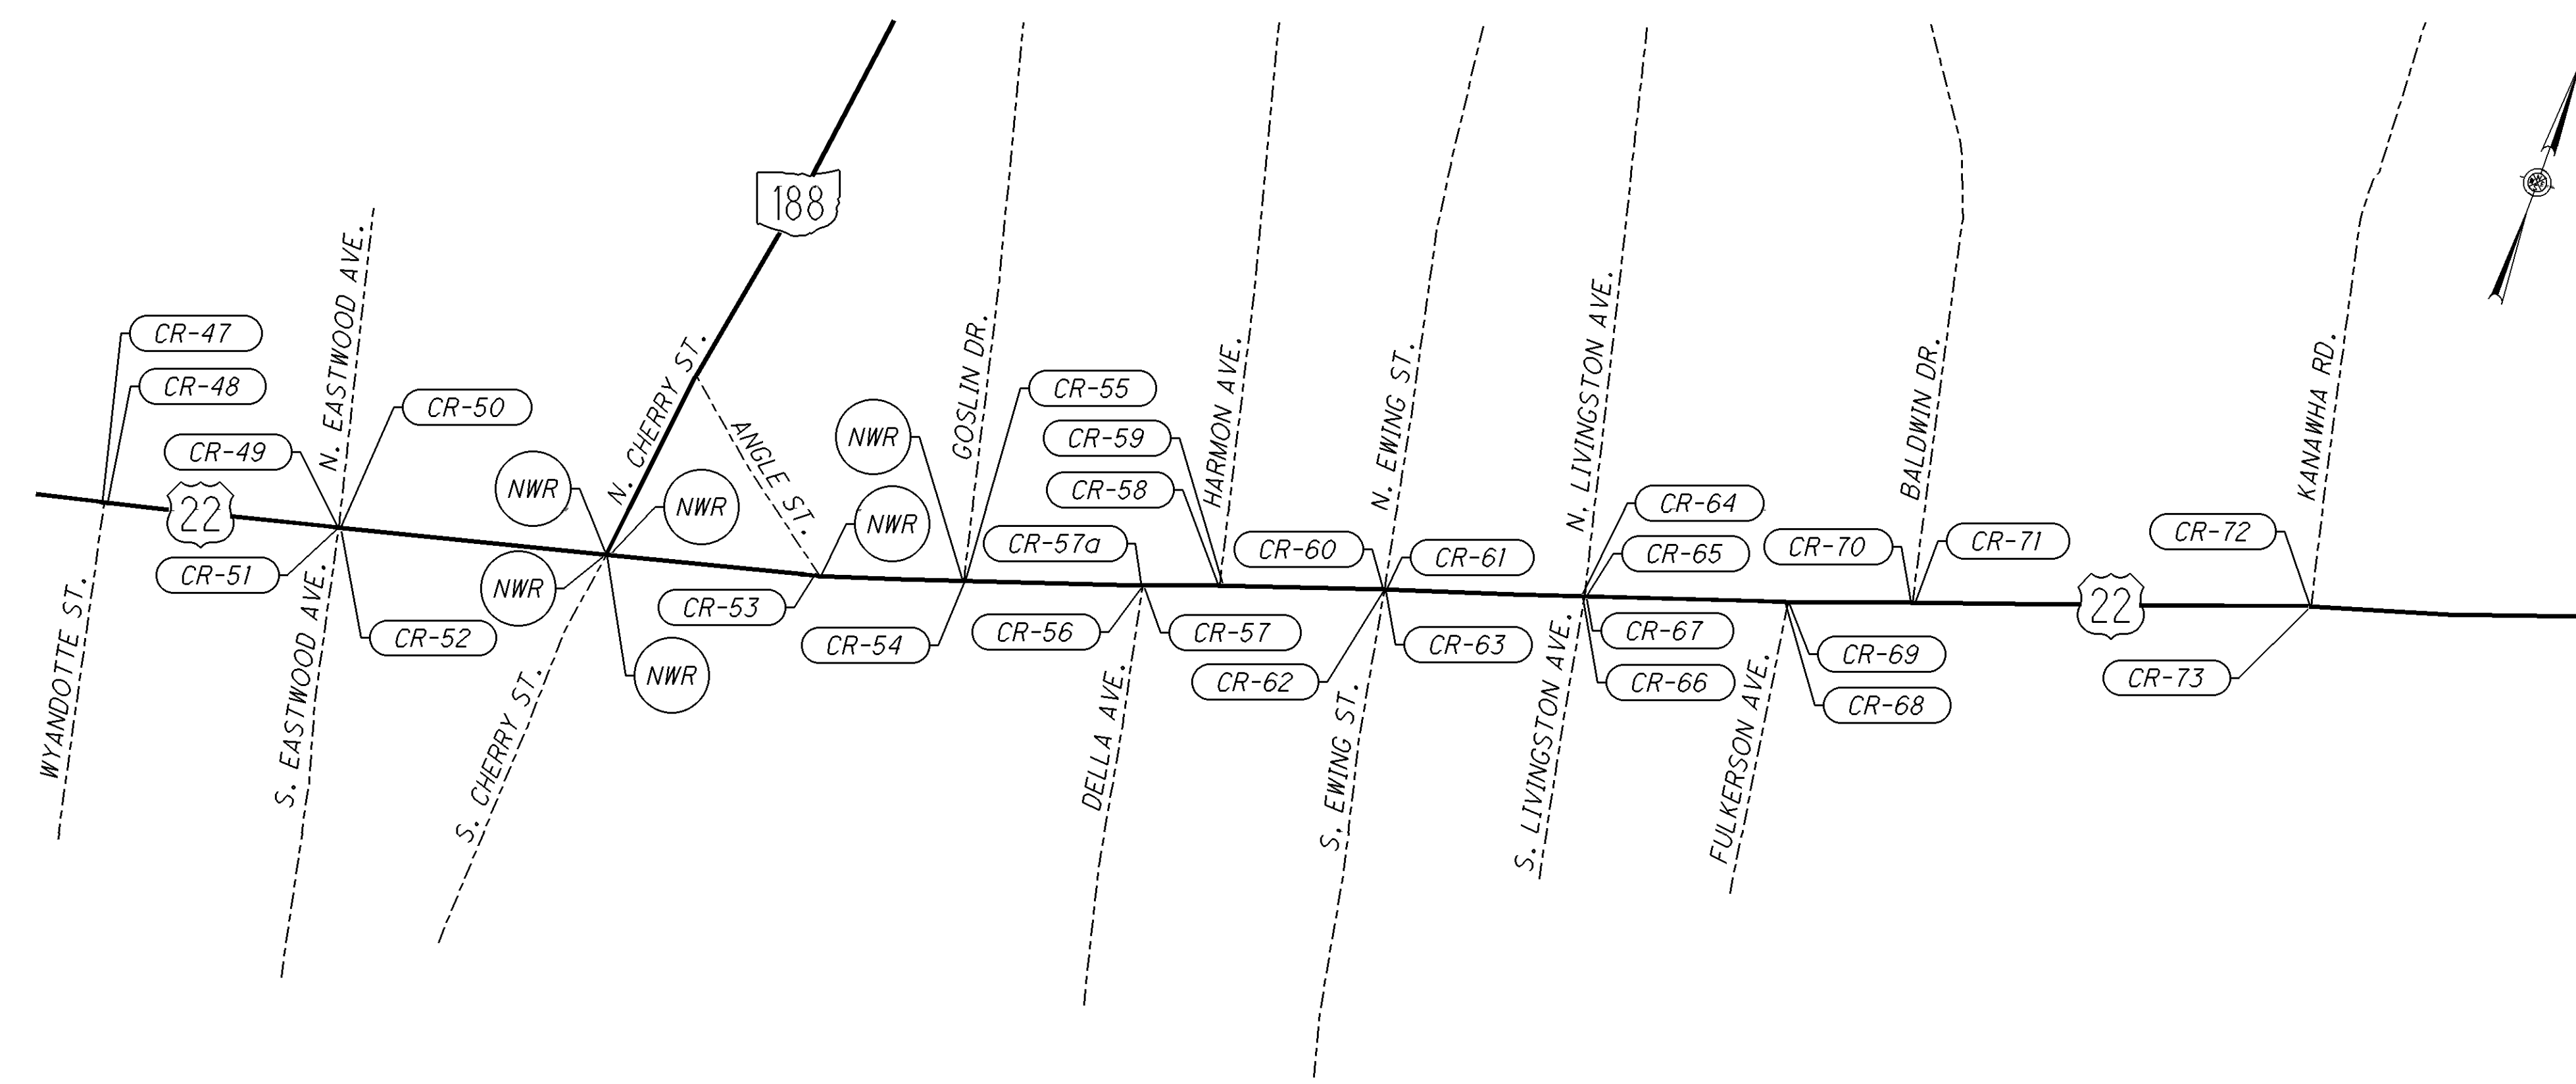 188
N. EASTWOOD AVE.
CR-47
CR-48
CR-50
CR-49
22
CR-51
CR-52
WYANDOTTE ST.
S. EASTWOOD AVE.
N. CHERRY ST.
ANGLE ST.
NWR
NWR
NWR
NWR
S. CHERRY ST.
NWR
NWR
CR-53
GOSLIN DR.
CR-54
CR-55
CR-59
CR-58
HARMON AVE.
CR-57a
CR-56
CR-57
DELLA AVE.
N. EWING ST.
CR-60
CR-61
CR-62
CR-63
S. EWING ST.
N. LIVINGSTON AVE.
CR-64
CR-65
CR-67
CR-66
S. LIVINGSTON AVE.
CR-69
CR-68
FULKERSON AVE.
BALDWIN DR.
CR-70
CR-71
22
KANAWHA RD.
CR-72
CR-73